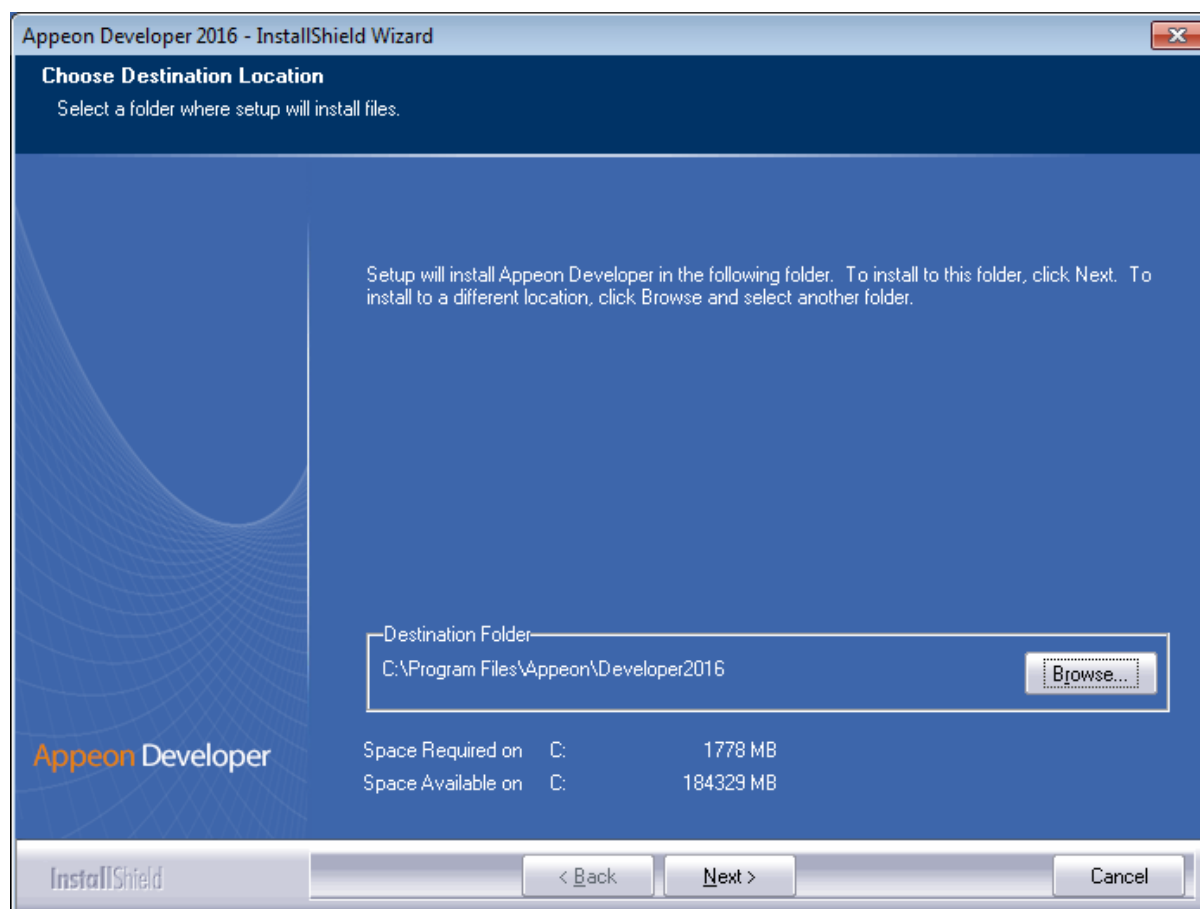 Appeon Developer 2016 - InstallShield Wizard
Choose Destination Location
Select a folder where setup will install files.
Setup will install Appeon Developer in the following folder.  To install to this folder, click Next.  To
install to a different location, click Browse and select another folder.
Destination Folder
C:\Program Files\Appeon\Developer2016
Browse...
Appeon Developer
Space Required on C: 1778 MB
Space Available on C: 184329 MB
InstallShield
< Back
Next >
Cancel